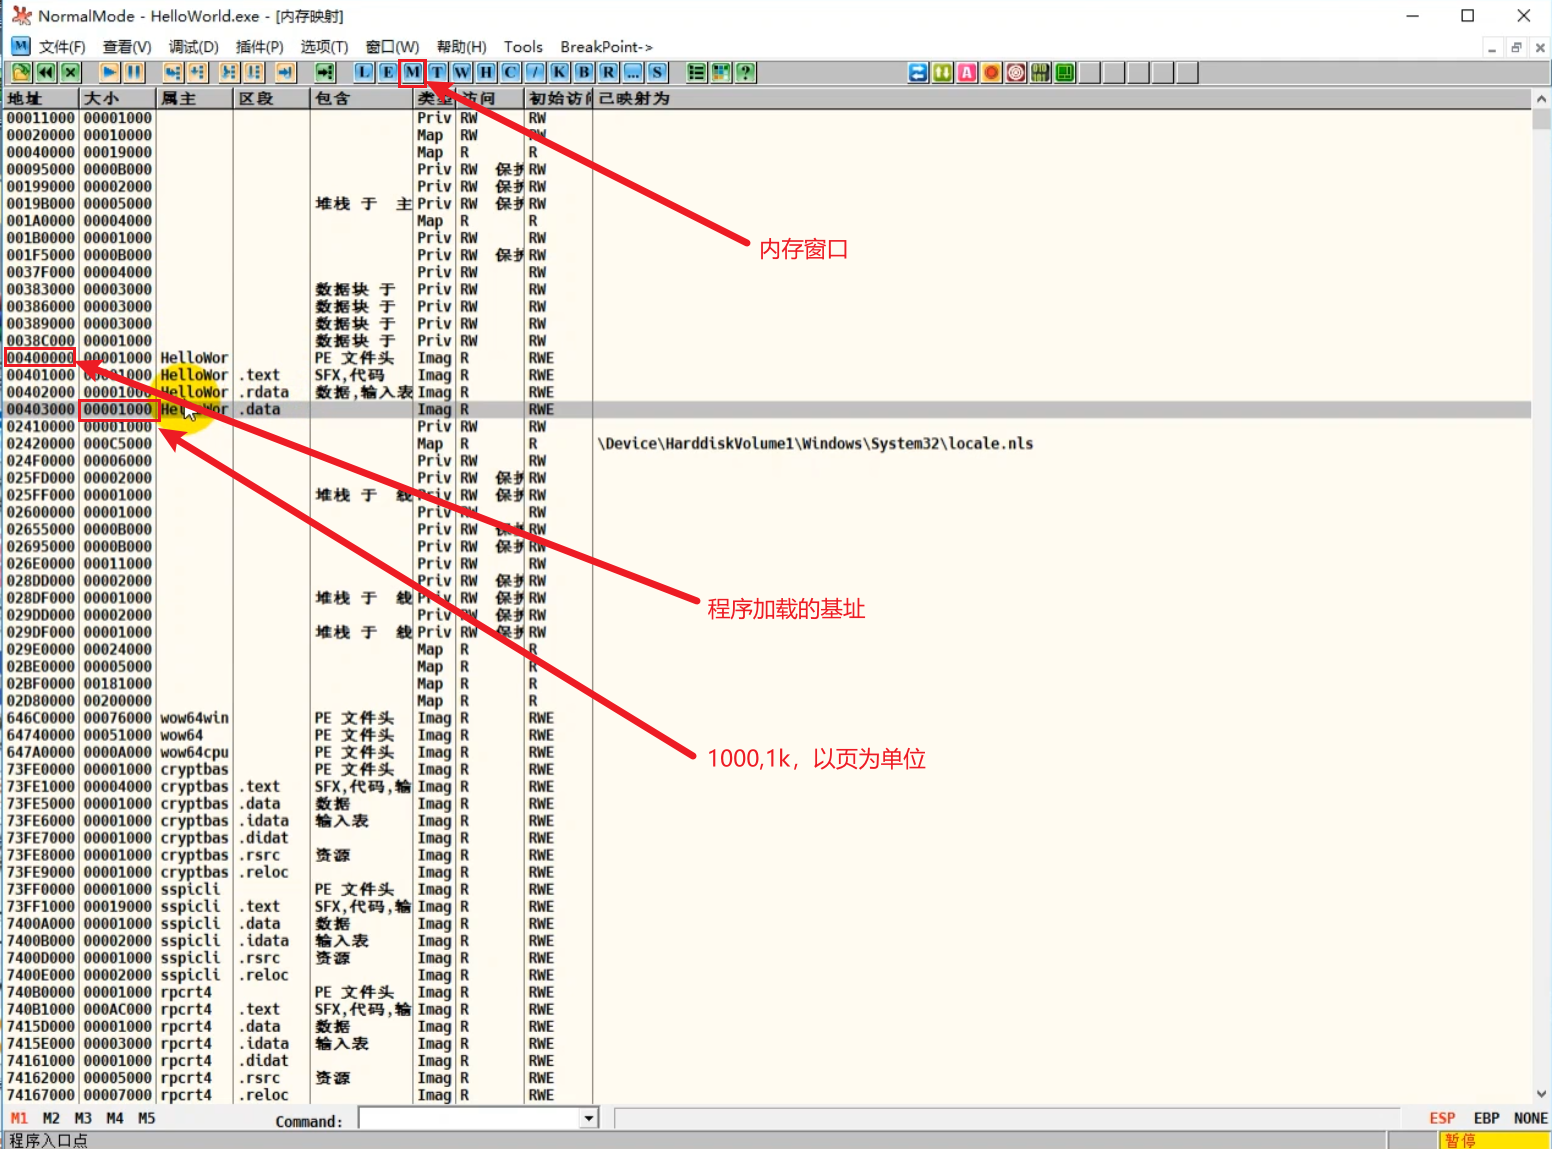 NormalMode - HelloWorld.exe - [内存映射]
文件(F) 查看(V) 调试(D) 插件(P) 选项(T) 窗口(W) 帮助(H) Tools BreakPoint->
L E M T W H C / K B R ... S ?
地址 大小 属主 区段 包含 类型 访问 初始访问 已映射为
00011000 00001000 Priv RW RW
00020000 00010000 Map RW RW
00040000 00019000 Map R R
00095000 0000B000 Priv RW 保护 RW
00199000 00002000 Priv RW 保护 RW
0019B000 00005000 堆栈 于 主 Priv RW 保护 RW
001A0000 00004000 Map R R
001B0000 00001000 Priv RW RW
001F5000 0000B000 Priv RW 保护 RW
0037F000 00004000 Priv RW RW
内存窗口
00383000 00003000 数据块 于 Priv RW RW
00386000 00003000 数据块 于 Priv RW RW
00389000 00003000 数据块 于 Priv RW RW
0038C000 00001000 数据块 于 Priv RW RW
00400000 00001000 HelloWor PE 文件头 Imag R RWE
00401000 00001000 HelloWor .text SFX,代码 Imag R RWE
00402000 00001000 HelloWor .rdata 数据,输入表 Imag R RWE
00403000 00001000 HelloWor .data Imag R RWE
02410000 00001000 Priv RW RW
02420000 000C5000 Map R R \Device\HarddiskVolume1\Windows\System32\locale.nls
024F0000 00006000 Priv RW RW
025FD000 00002000 Priv RW 保护 RW
025FF000 00001000 堆栈 于 线 Priv RW 保护 RW
02600000 00001000 Priv RW RW
02655000 0000B000 Priv RW 保护 RW
02695000 0000B000 Priv RW 保护 RW
026E0000 00011000 Priv RW RW
028DD000 00002000 Priv RW 保护 RW
028DF000 00001000 堆栈 于 线 Priv RW 保护 RW
程序加载的基址
029DD000 00002000 Priv RW 保护 RW
029DF000 00001000 堆栈 于 线 Priv RW 保护 RW
029E0000 00024000 Map R R
02BE0000 00005000 Map R R
02BF0000 00181000 Map R R
02D80000 00200000 Map R R
646C0000 00076000 wow64win PE 文件头 Imag R RWE
64740000 00051000 wow64 PE 文件头 Imag R RWE
647A0000 0000A000 wow64cpu PE 文件头 Imag R RWE
1000,1k，以页为单位
73FE0000 00001000 cryptbas PE 文件头 Imag R RWE
73FE1000 00004000 cryptbas .text SFX,代码,输 Imag R RWE
73FE5000 00001000 cryptbas .data 数据 Imag R RWE
73FE6000 00001000 cryptbas .idata 输入表 Imag R RWE
73FE7000 00001000 cryptbas .didat Imag R RWE
73FE8000 00001000 cryptbas .rsrc 资源 Imag R RWE
73FE9000 00001000 cryptbas .reloc Imag R RWE
73FF0000 00001000 sspicli PE 文件头 Imag R RWE
73FF1000 00019000 sspicli .text SFX,代码,输 Imag R RWE
7400A000 00001000 sspicli .data 数据 Imag R RWE
7400B000 00002000 sspicli .idata 输入表 Imag R RWE
7400D000 00001000 sspicli .rsrc 资源 Imag R RWE
7400E000 00002000 sspicli .reloc Imag R RWE
740B0000 00001000 rpcrt4 PE 文件头 Imag R RWE
740B1000 000AC000 rpcrt4 .text SFX,代码,输 Imag R RWE
7415D000 00001000 rpcrt4 .data 数据 Imag R RWE
7415E000 00003000 rpcrt4 .idata 输入表 Imag R RWE
74161000 00001000 rpcrt4 .didat Imag R RWE
74162000 00005000 rpcrt4 .rsrc 资源 Imag R RWE
74167000 00007000 rpcrt4 .reloc Imag R RWE
M1 M2 M3 M4 M5 Command: ESP EBP NONE
程序入口点 暂停